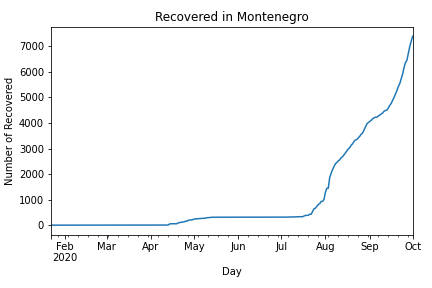 Recovered in Montenegro
Number of Recovered
7000
6000
5000
4000
3000
2000
1000
0
Feb Mar Apr May Jun Jul Aug Sep Oct
2020
Day